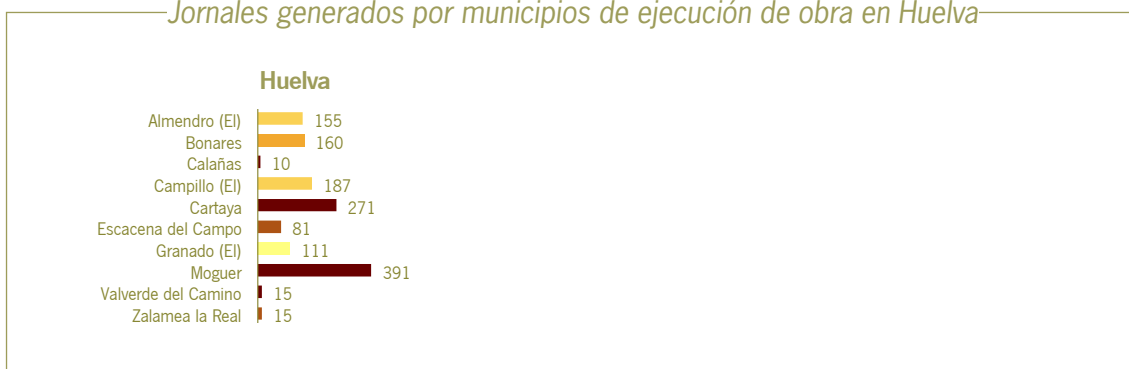 Jornales generados por municipios de ejecución de obra en Huelva
Huelva
Almendro (El) 155
Bonares 160
Calañas 10
Campillo (El) 187
Cartaya 271
Escacena del Campo 81
Granado (El) 111
Moguer 391
Valverde del Camino 15
Zalamea la Real 15